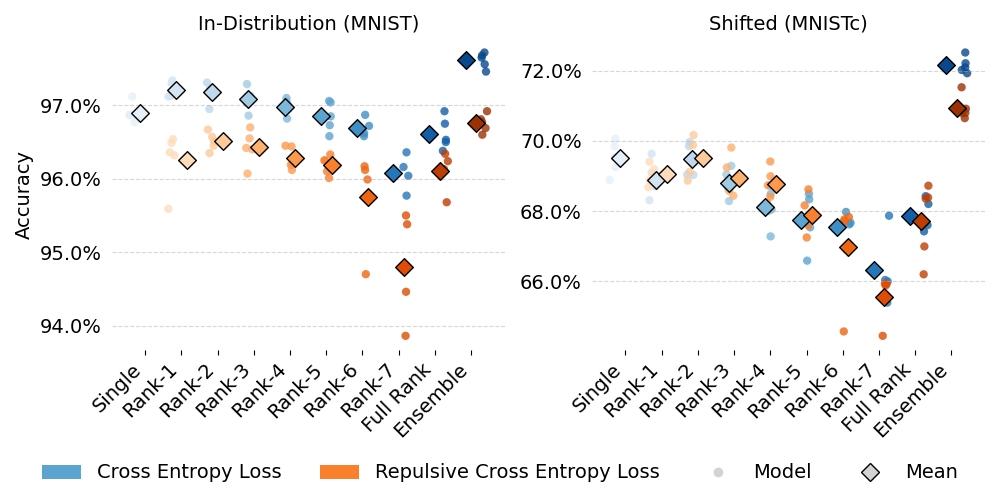 In-Distribution (MNIST)
Shifted (MNISTc)
Accuracy
97.0%
96.0%
95.0%
94.0%
72.0%
70.0%
68.0%
66.0%
Single
Rank-1
Rank-2
Rank-3
Rank-4
Rank-5
Rank-6
Rank-7
Full Rank
Ensemble
Single
Rank-1
Rank-2
Rank-3
Rank-4
Rank-5
Rank-6
Rank-7
Full Rank
Ensemble
Cross Entropy Loss
Repulsive Cross Entropy Loss
Model
Mean